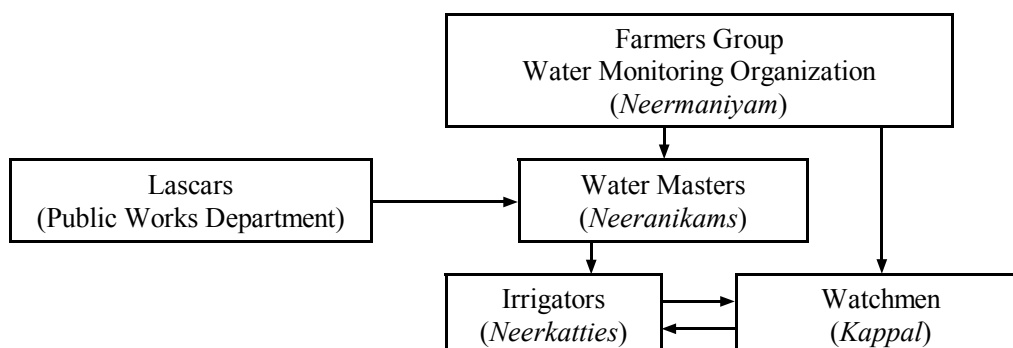 Farmers Group
Water Monitoring Organization
(Neermaniyam)
Lascars
(Public Works Department)
Water Masters
(Neeranikams)
Irrigators
(Neerkatties)
Watchmen
(Kappal)